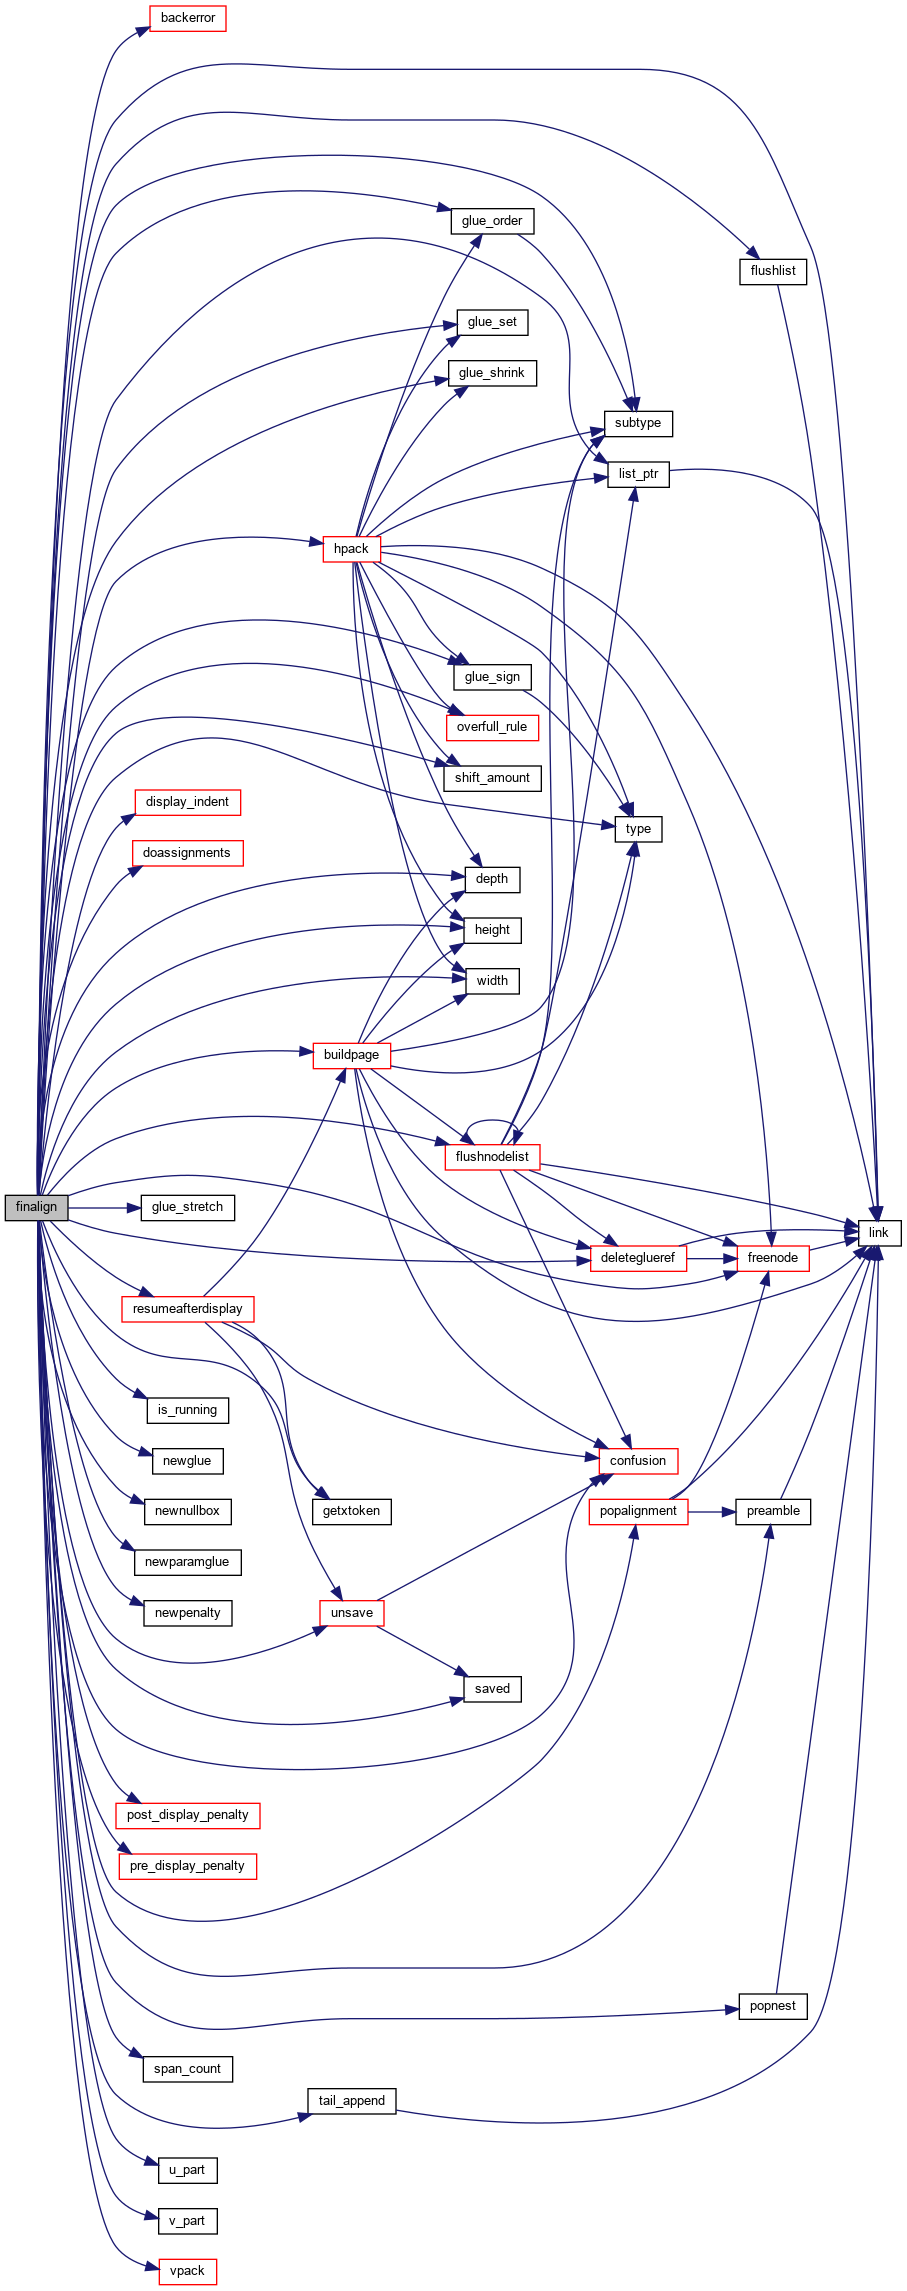 backerror
glue_order
flushlist
glue_set
glue_shrink
subtype
list_ptr
hpack
glue_sign
overfull_rule
shift_amount
display_indent
type
doassignments
depth
height
width
buildpage
flushnodelist
finalign
glue_stretch
link
deleteglueref
freenode
resumeafterdisplay
is_running
newglue
confusion
newnullbox
getxtoken
popalignment
preamble
newparamglue
newpenalty
unsave
saved
post_display_penalty
pre_display_penalty
popnest
span_count
tail_append
u_part
v_part
vpack